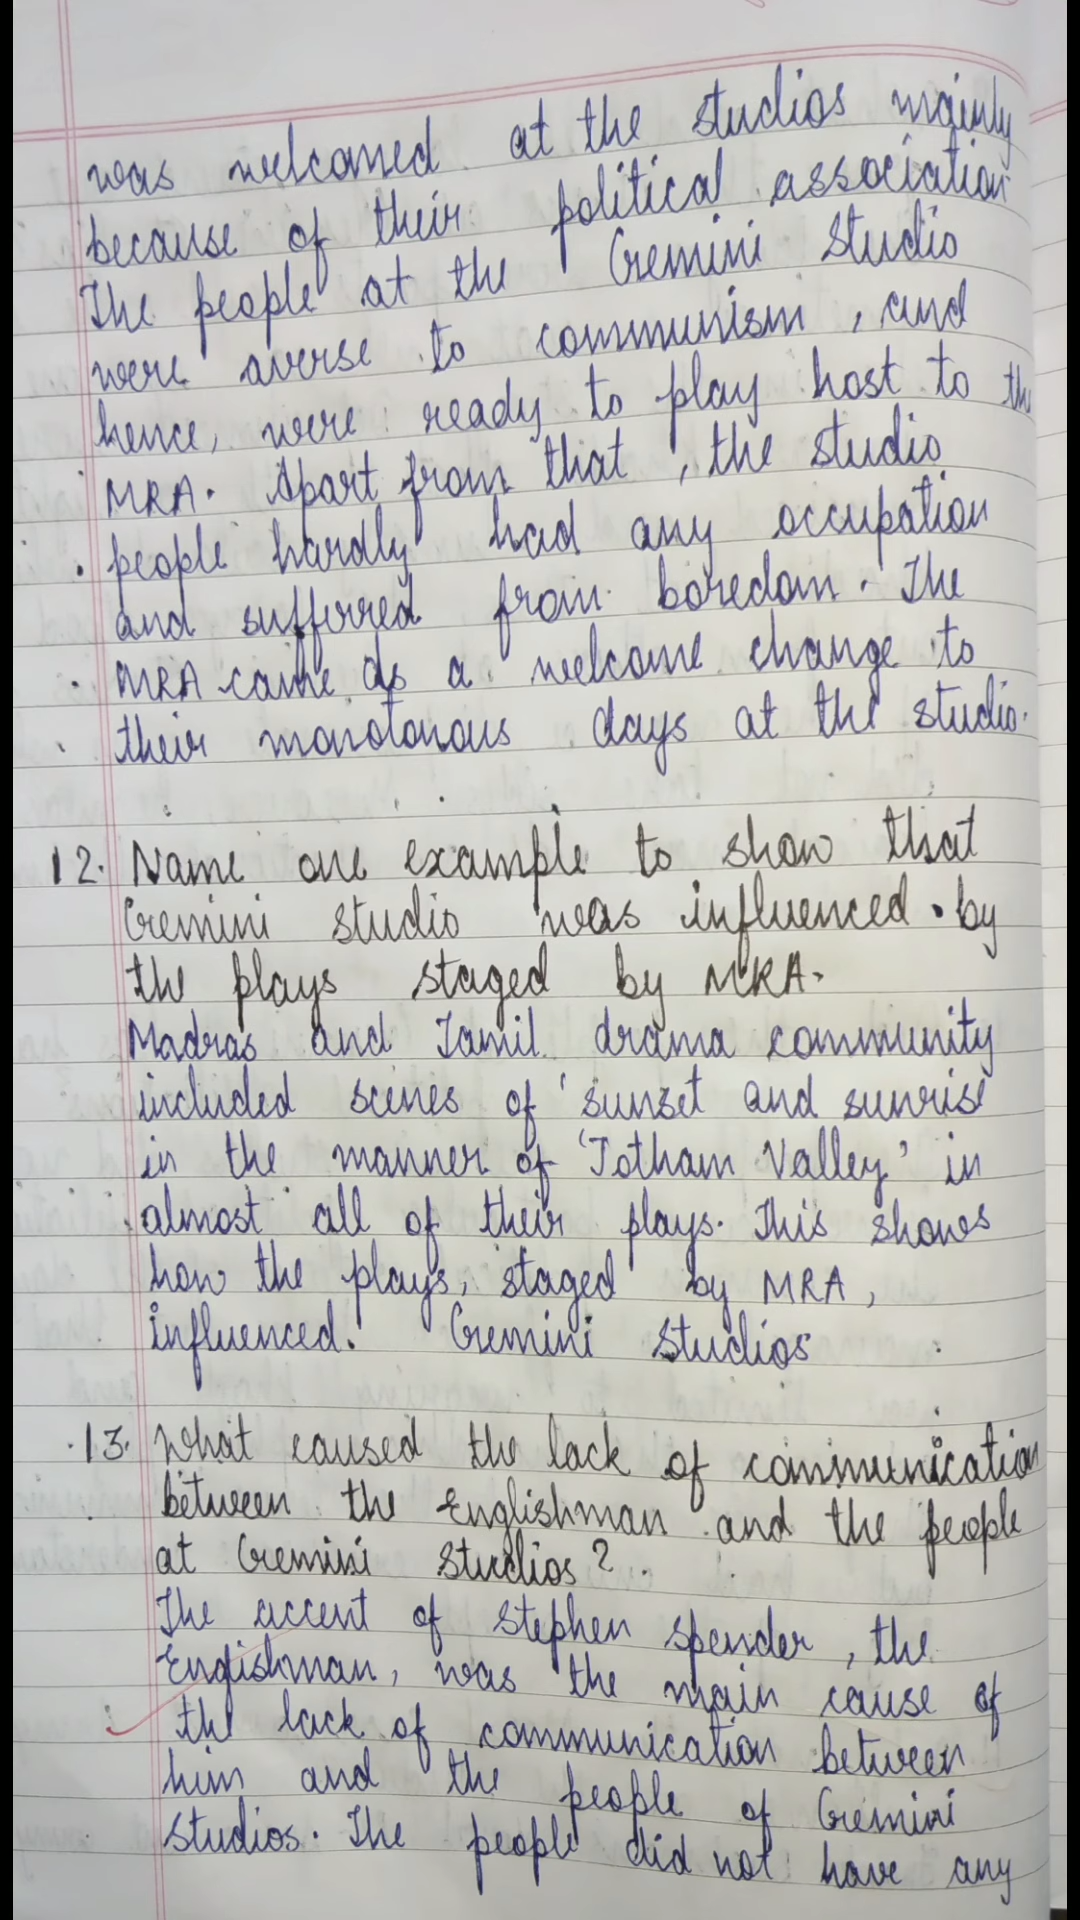 was welcomed at the studios mainly
because of their political association
The people at the Gemini Studio
were averse to communism, and
hence, were ready to play host to the
MRA. Apart from that, the studio
people hardly had any occupation
and sufferred from boredom. The
MRA came as a welcome change to
their monotonous days at the studio.
12. Name one example to show that
Gemini studio was influenced by
the plays staged by MRA.
Madras and Tamil drama community
included scenes of 'sunset and sunrise
in the manner of 'Jotham Valley' in
almost all of their plays. This shows
how the plays, staged by MRA,
influenced. Gemini Studios
13. What caused the lack of communication
between the Englishman and the people
at Gemini Studios?
The accent of Stephen Spender, the
Engishman, was the main cause of
the lack of communication between
him and the people of Gemini
Studios. The people did not have any